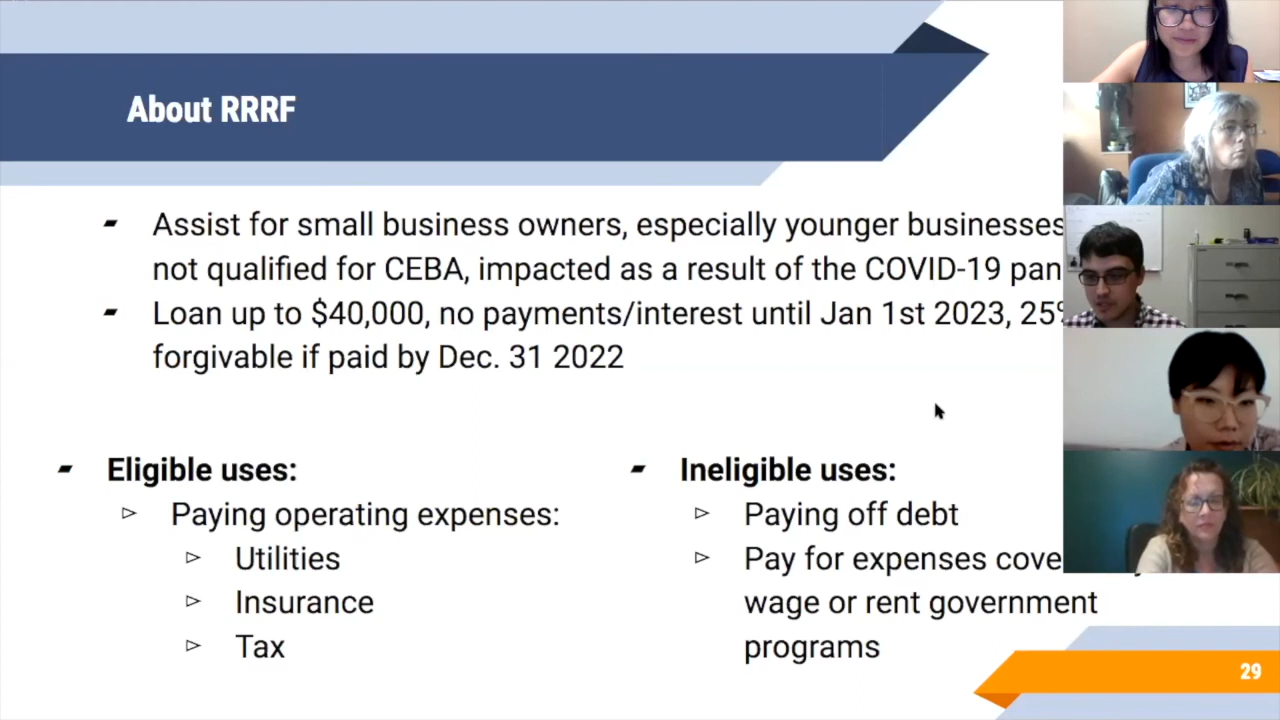 About RRRF
Assist for small business owners, especially younger businesses
not qualified for CEBA, impacted as a result of the COVID-19
Loan up to $40,000, no payments/interest until Jan 1st 2023,
forgivable if paid by Dec. 31 2022
Eligible uses:
Paying operating expenses:
Utilities
Insurance
Tax
Ineligible uses:
Paying off debt
Pay for expenses
wage or rent government
programs
29